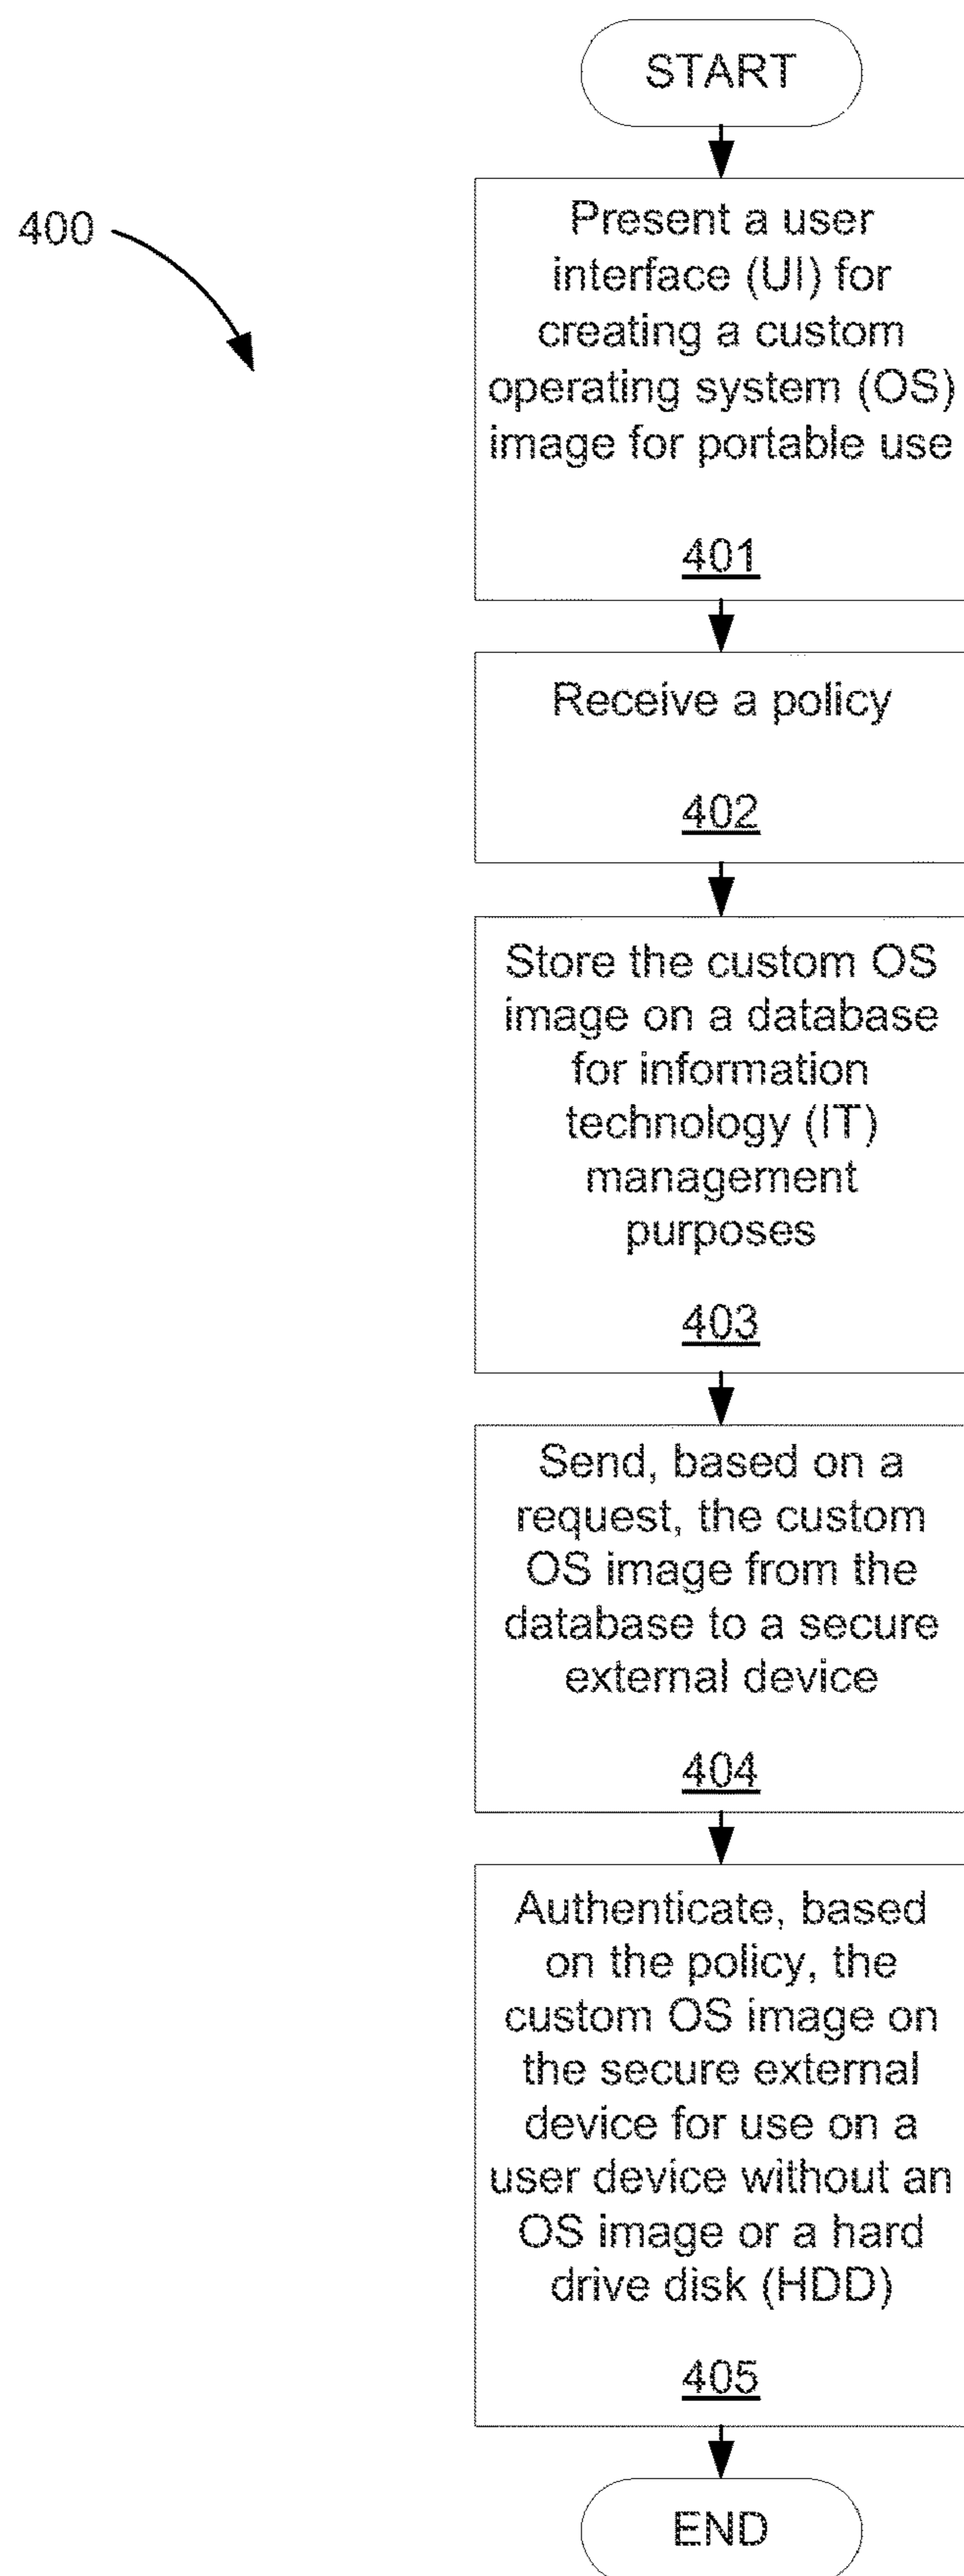 START
400
Present a user
interface (UI) for
creating a custom
operating system (OS)
image for portable use
401
Receive a policy
402
Store the custom OS
image on a database
for information
technology (IT)
management
purposes
403
Send, based on a
request, the custom
OS image from the
database to a secure
external device
404
Authenticate, based
on the policy, the
custom OS image on
the secure external
device for use on a
user device without an
OS image or a hard
drive disk (HDD)
405
END